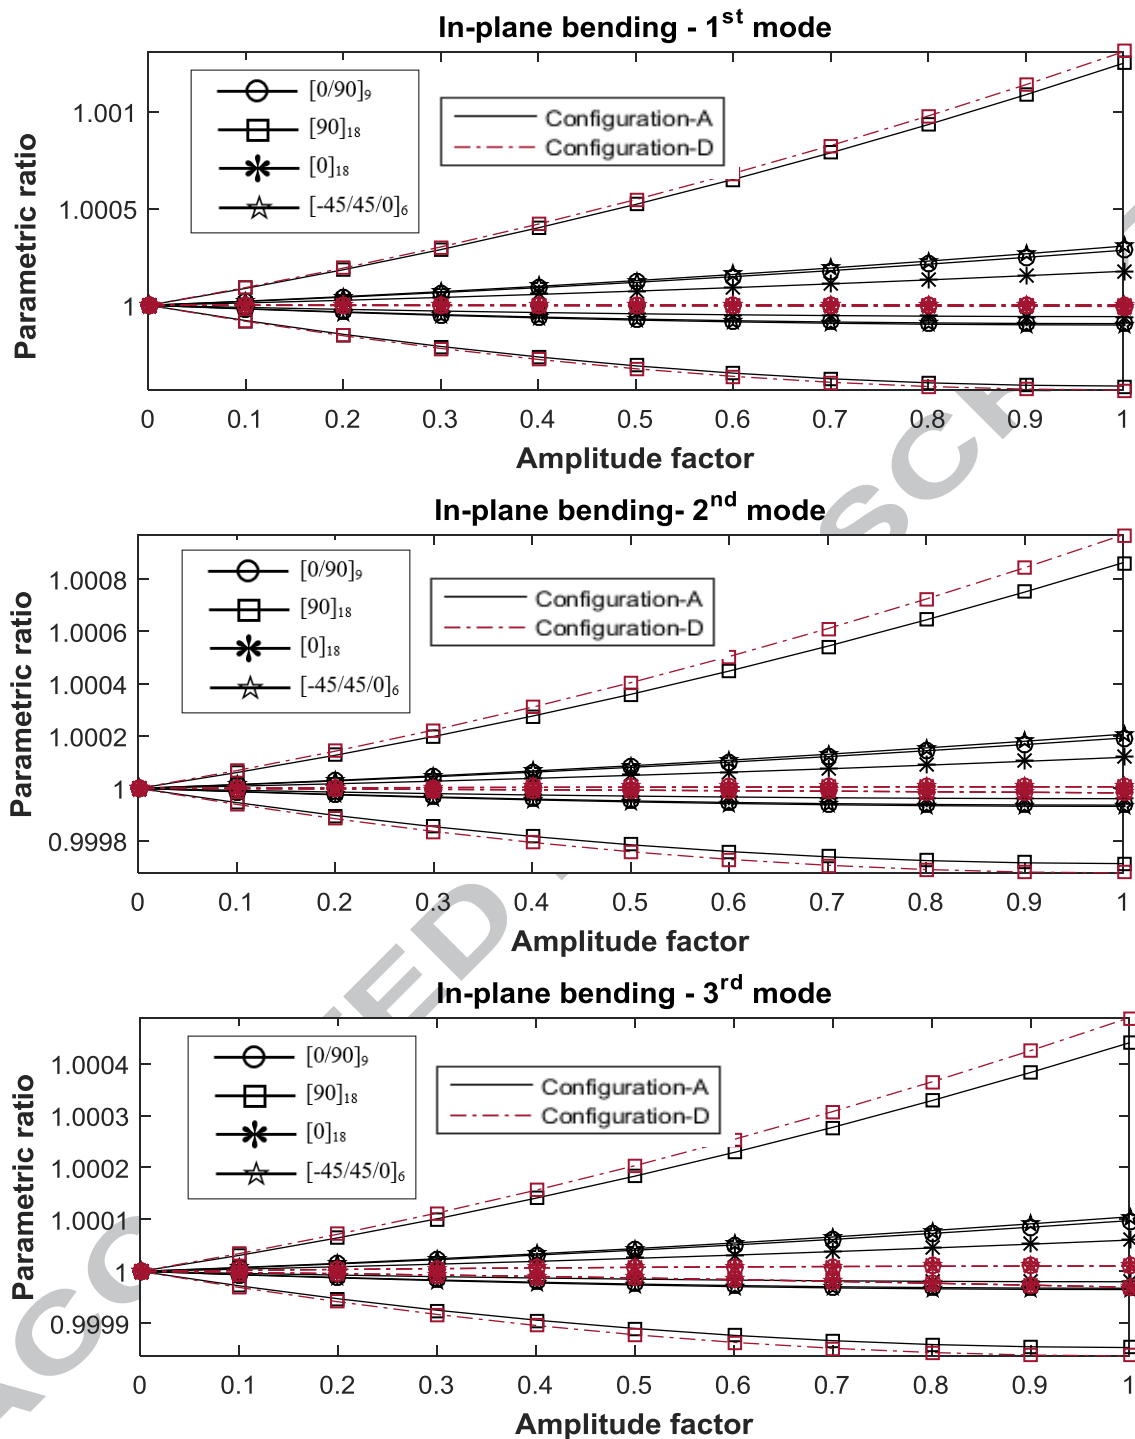 In-plane bending - 1st mode
[0/90]9
[90]18
[0]18
[-45/45/0]6
Configuration-A
Configuration-D
1.001
1.0005
1
Parametric ratio
0 0.1 0.2 0.3 0.4 0.5 0.6 0.7 0.8 0.9 1
Amplitude factor
In-plane bending- 2nd mode
[0/90]9
[90]18
[0]18
[-45/45/0]6
Configuration-A
Configuration-D
1.0008
1.0006
1.0004
1.0002
1
0.9998
Parametric ratio
0 0.1 0.2 0.3 0.4 0.5 0.6 0.7 0.8 0.9 1
Amplitude factor
In-plane bending - 3rd mode
[0/90]9
[90]18
[0]18
[-45/45/0]6
Configuration-A
Configuration-D
1.0004
1.0003
1.0002
1.0001
1
0.9999
Parametric ratio
0 0.1 0.2 0.3 0.4 0.5 0.6 0.7 0.8 0.9 1
Amplitude factor